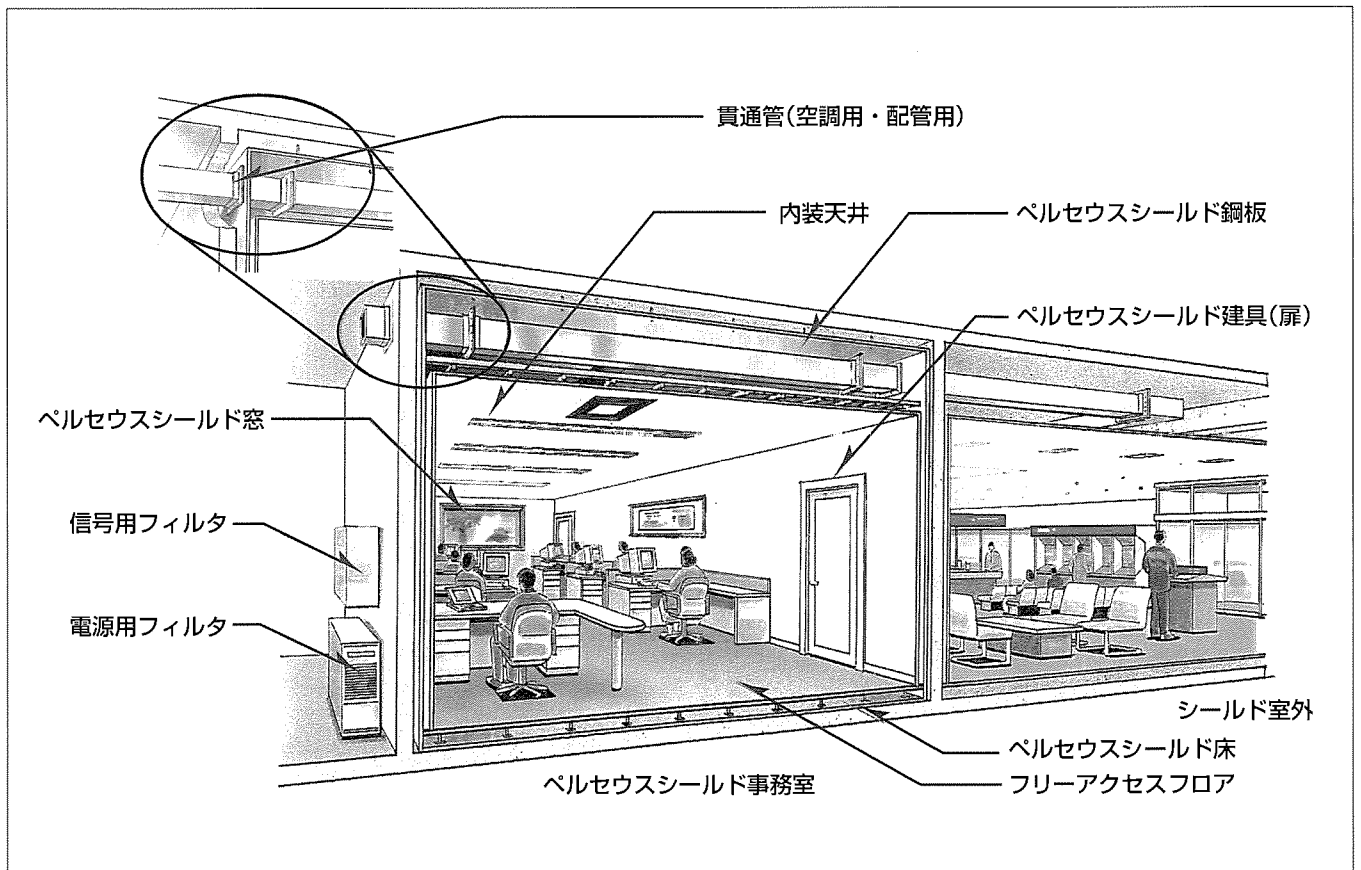 貫通管(空調用・配管用)
内装天井
ペルセウスシールド鋼板
ペルセウスシールド建具(扉)
ペルセウスシールド窓
信号用フィルタ
電源用フィルタ
シールド室外
ペルセウスシールド床
ペルセウスシールド事務室
フリーアクセスフロア